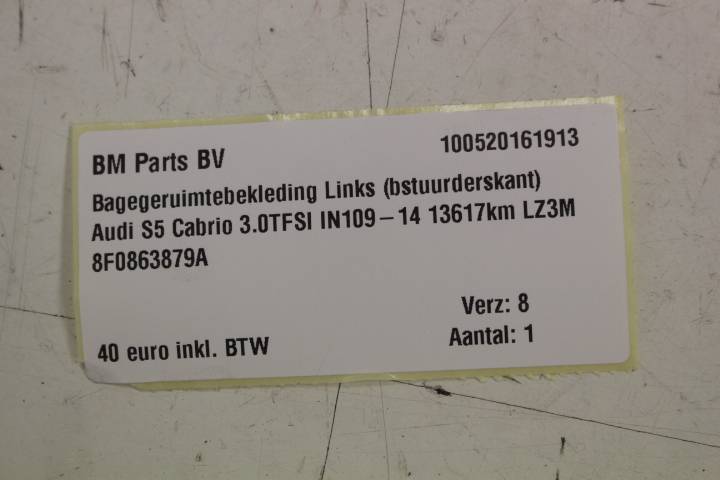 BM Parts BV 100520161913
Bagegeruimtebekleding Links (bstuurderskant)
Audi S5 Cabrio 3.0TFSI IN109-14 13617km LZ3M
8F0863879A
Verz: 8
40 euro inkl. BTW Aantal: 1